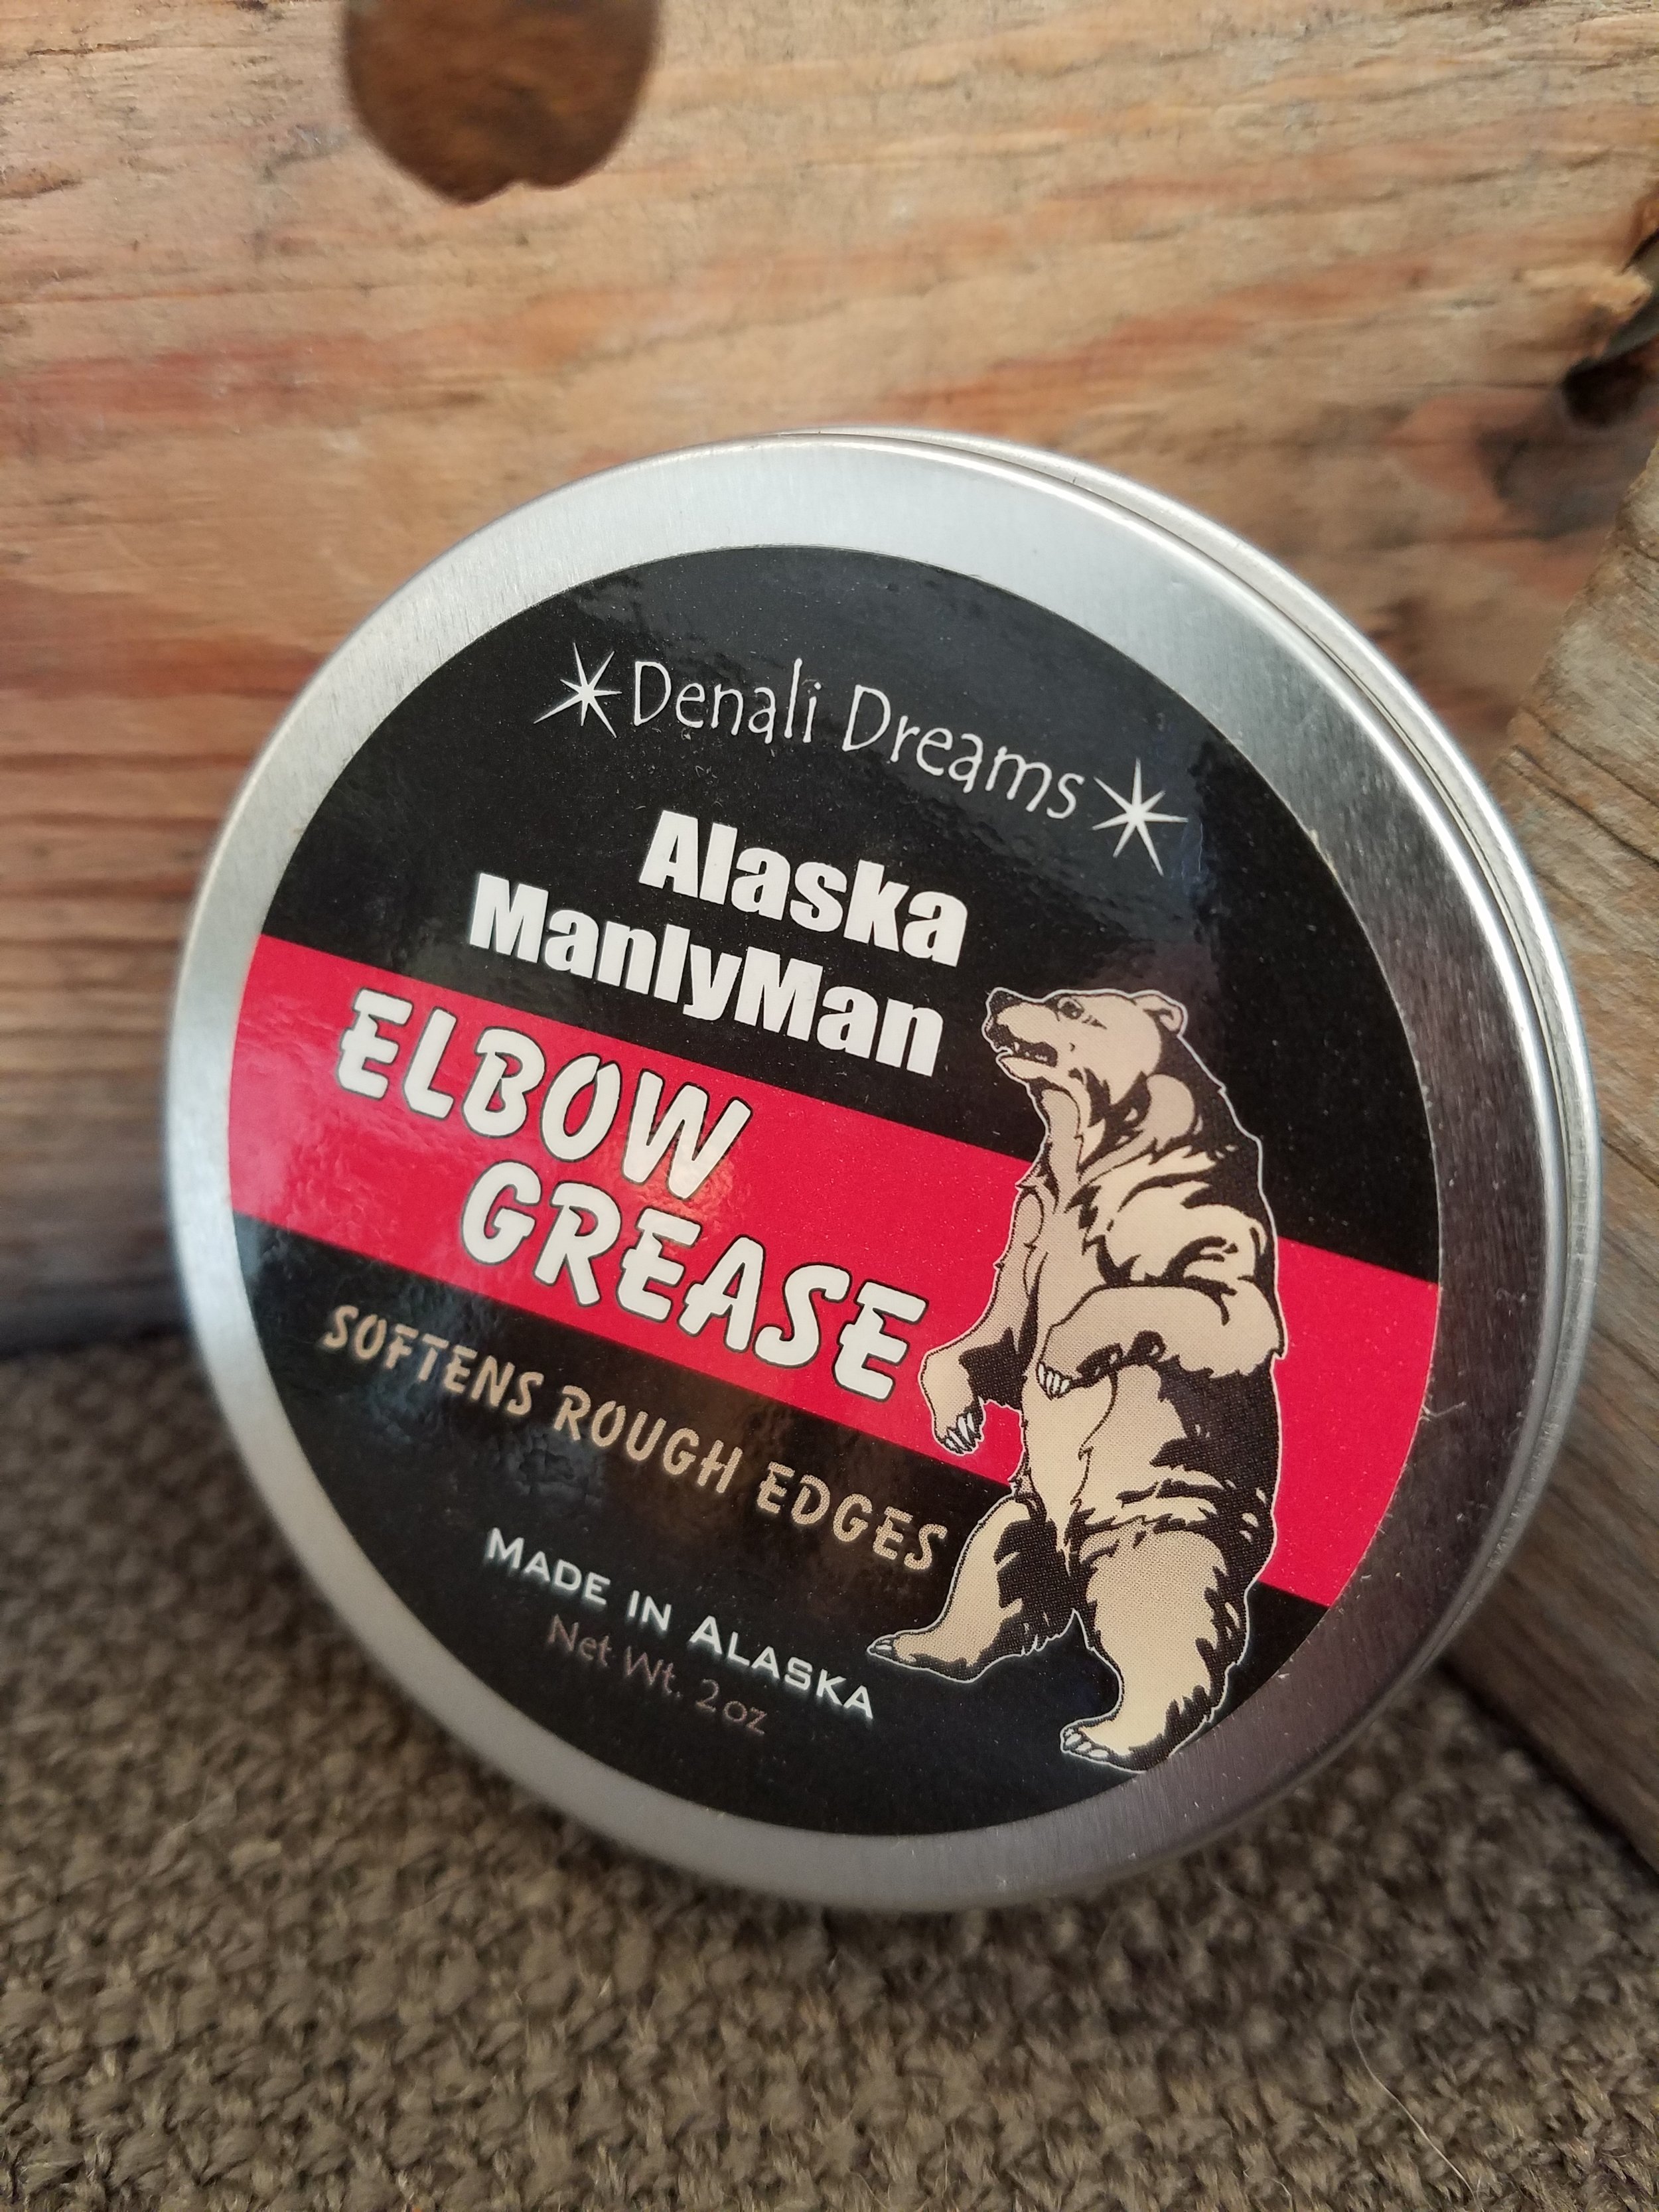 Denali Dreams
Alaska
ManlyMan
ELBOW
GREASE
SOFTENS ROUGH EDGES
MADE IN ALASKA
Net Wt. 2 oz